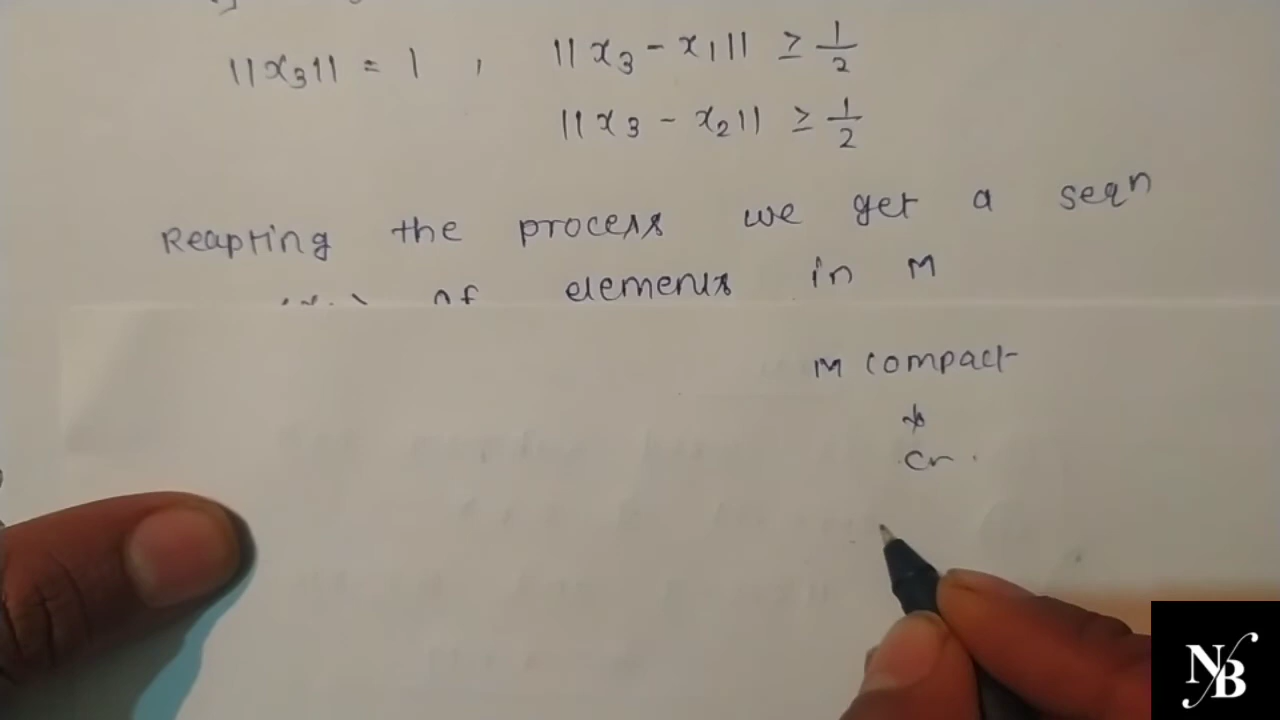 ||x₃|| = 1 , ||x₃ - x₁|| ≥ 1/2
||x₃ - x₂|| ≥ 1/2
Reapting the process we get a seqn
of elements in M
M compact
NB